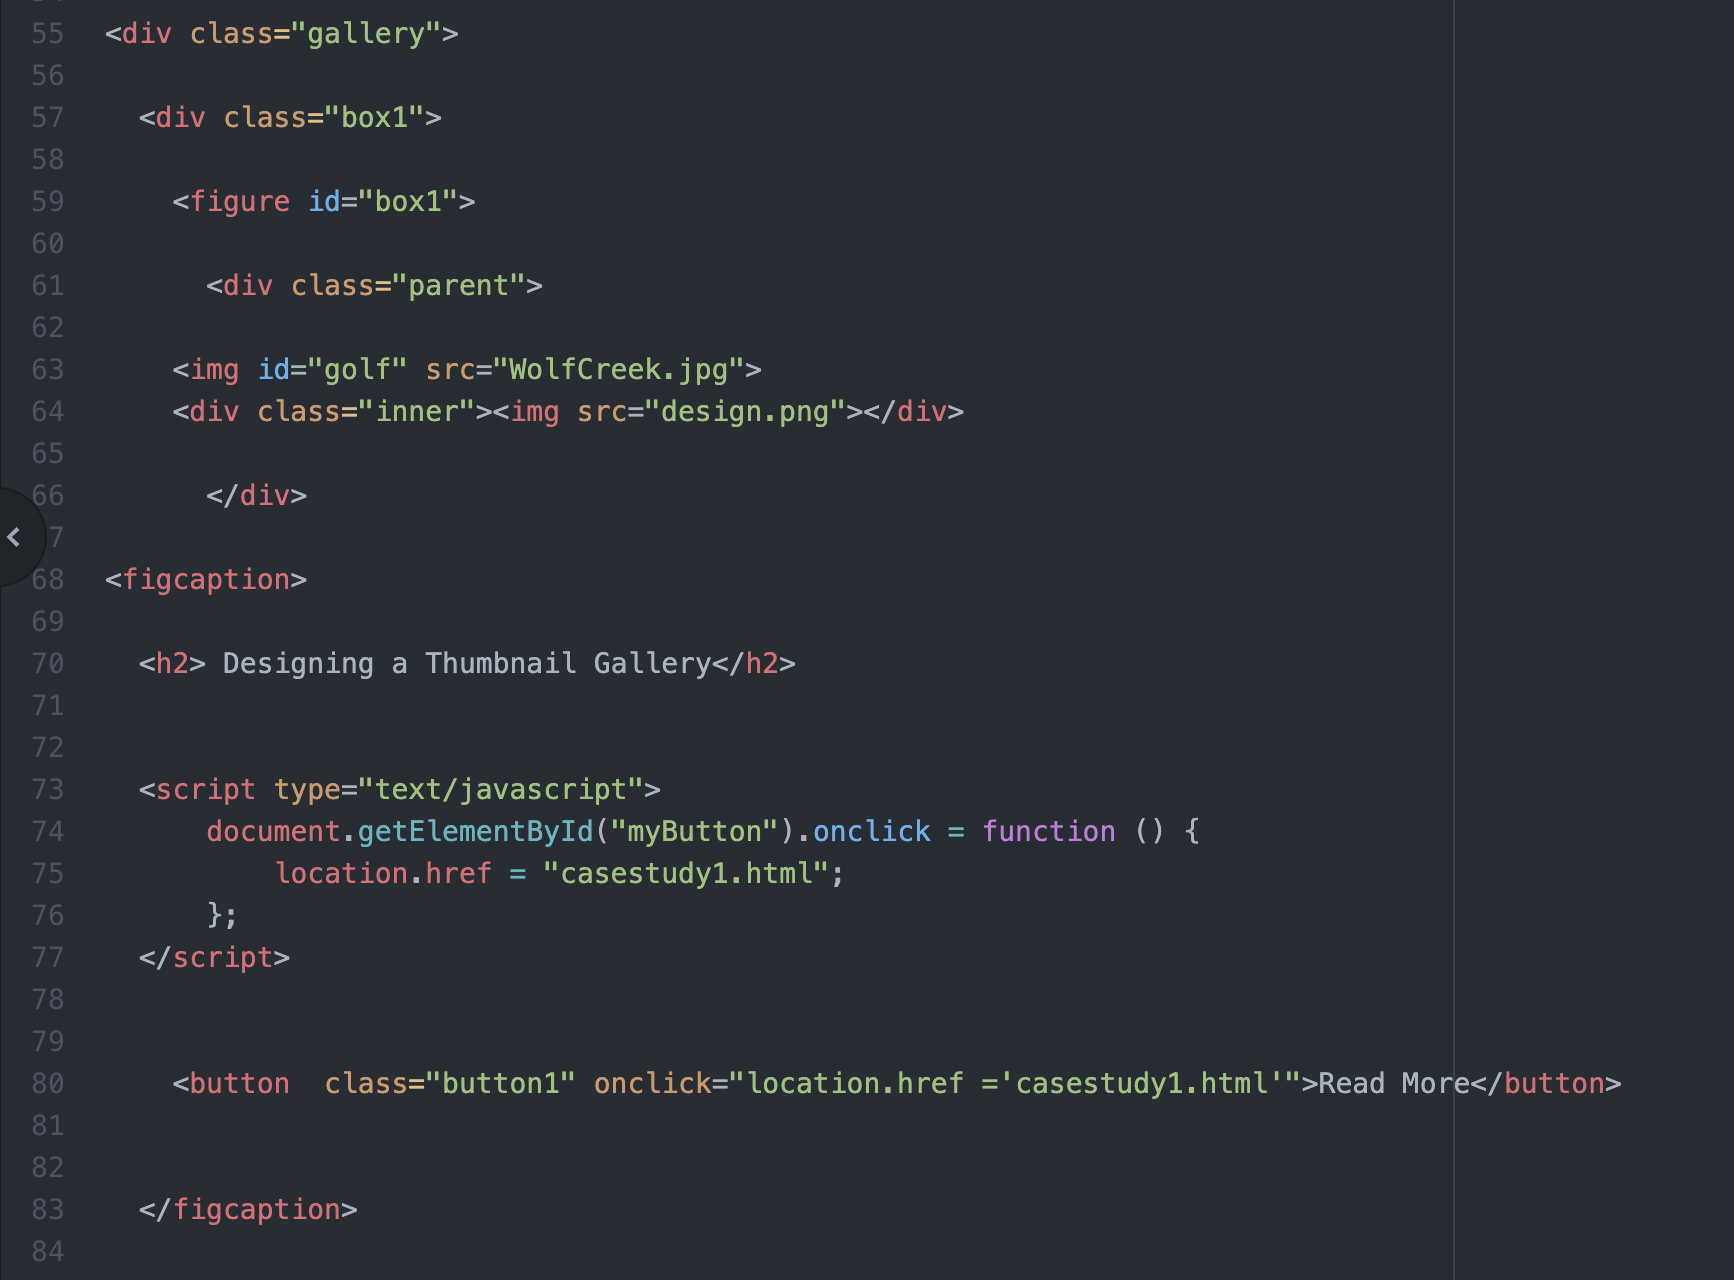 55 <div class="gallery">
56
57 <div class="box1">
58
59 <figure id="box1">
60
61 <div class="parent">
62
63 <img id="golf" src="WolfCreek.jpg">
64 <div class="inner"><img src="design.png"></div>
65
66 </div>
7
68 <figcaption>
69
70 <h2> Designing a Thumbnail Gallery</h2>
71
72
73 <script type="text/javascript">
74 document.getElementById("myButton").onclick = function () {
75 location.href = "casestudy1.html";
76 };
77 </script>
78
79
80 <button  class="button1" onclick="location.href ='casestudy1.html'">Read More</button>
81
82
83 </figcaption>
84